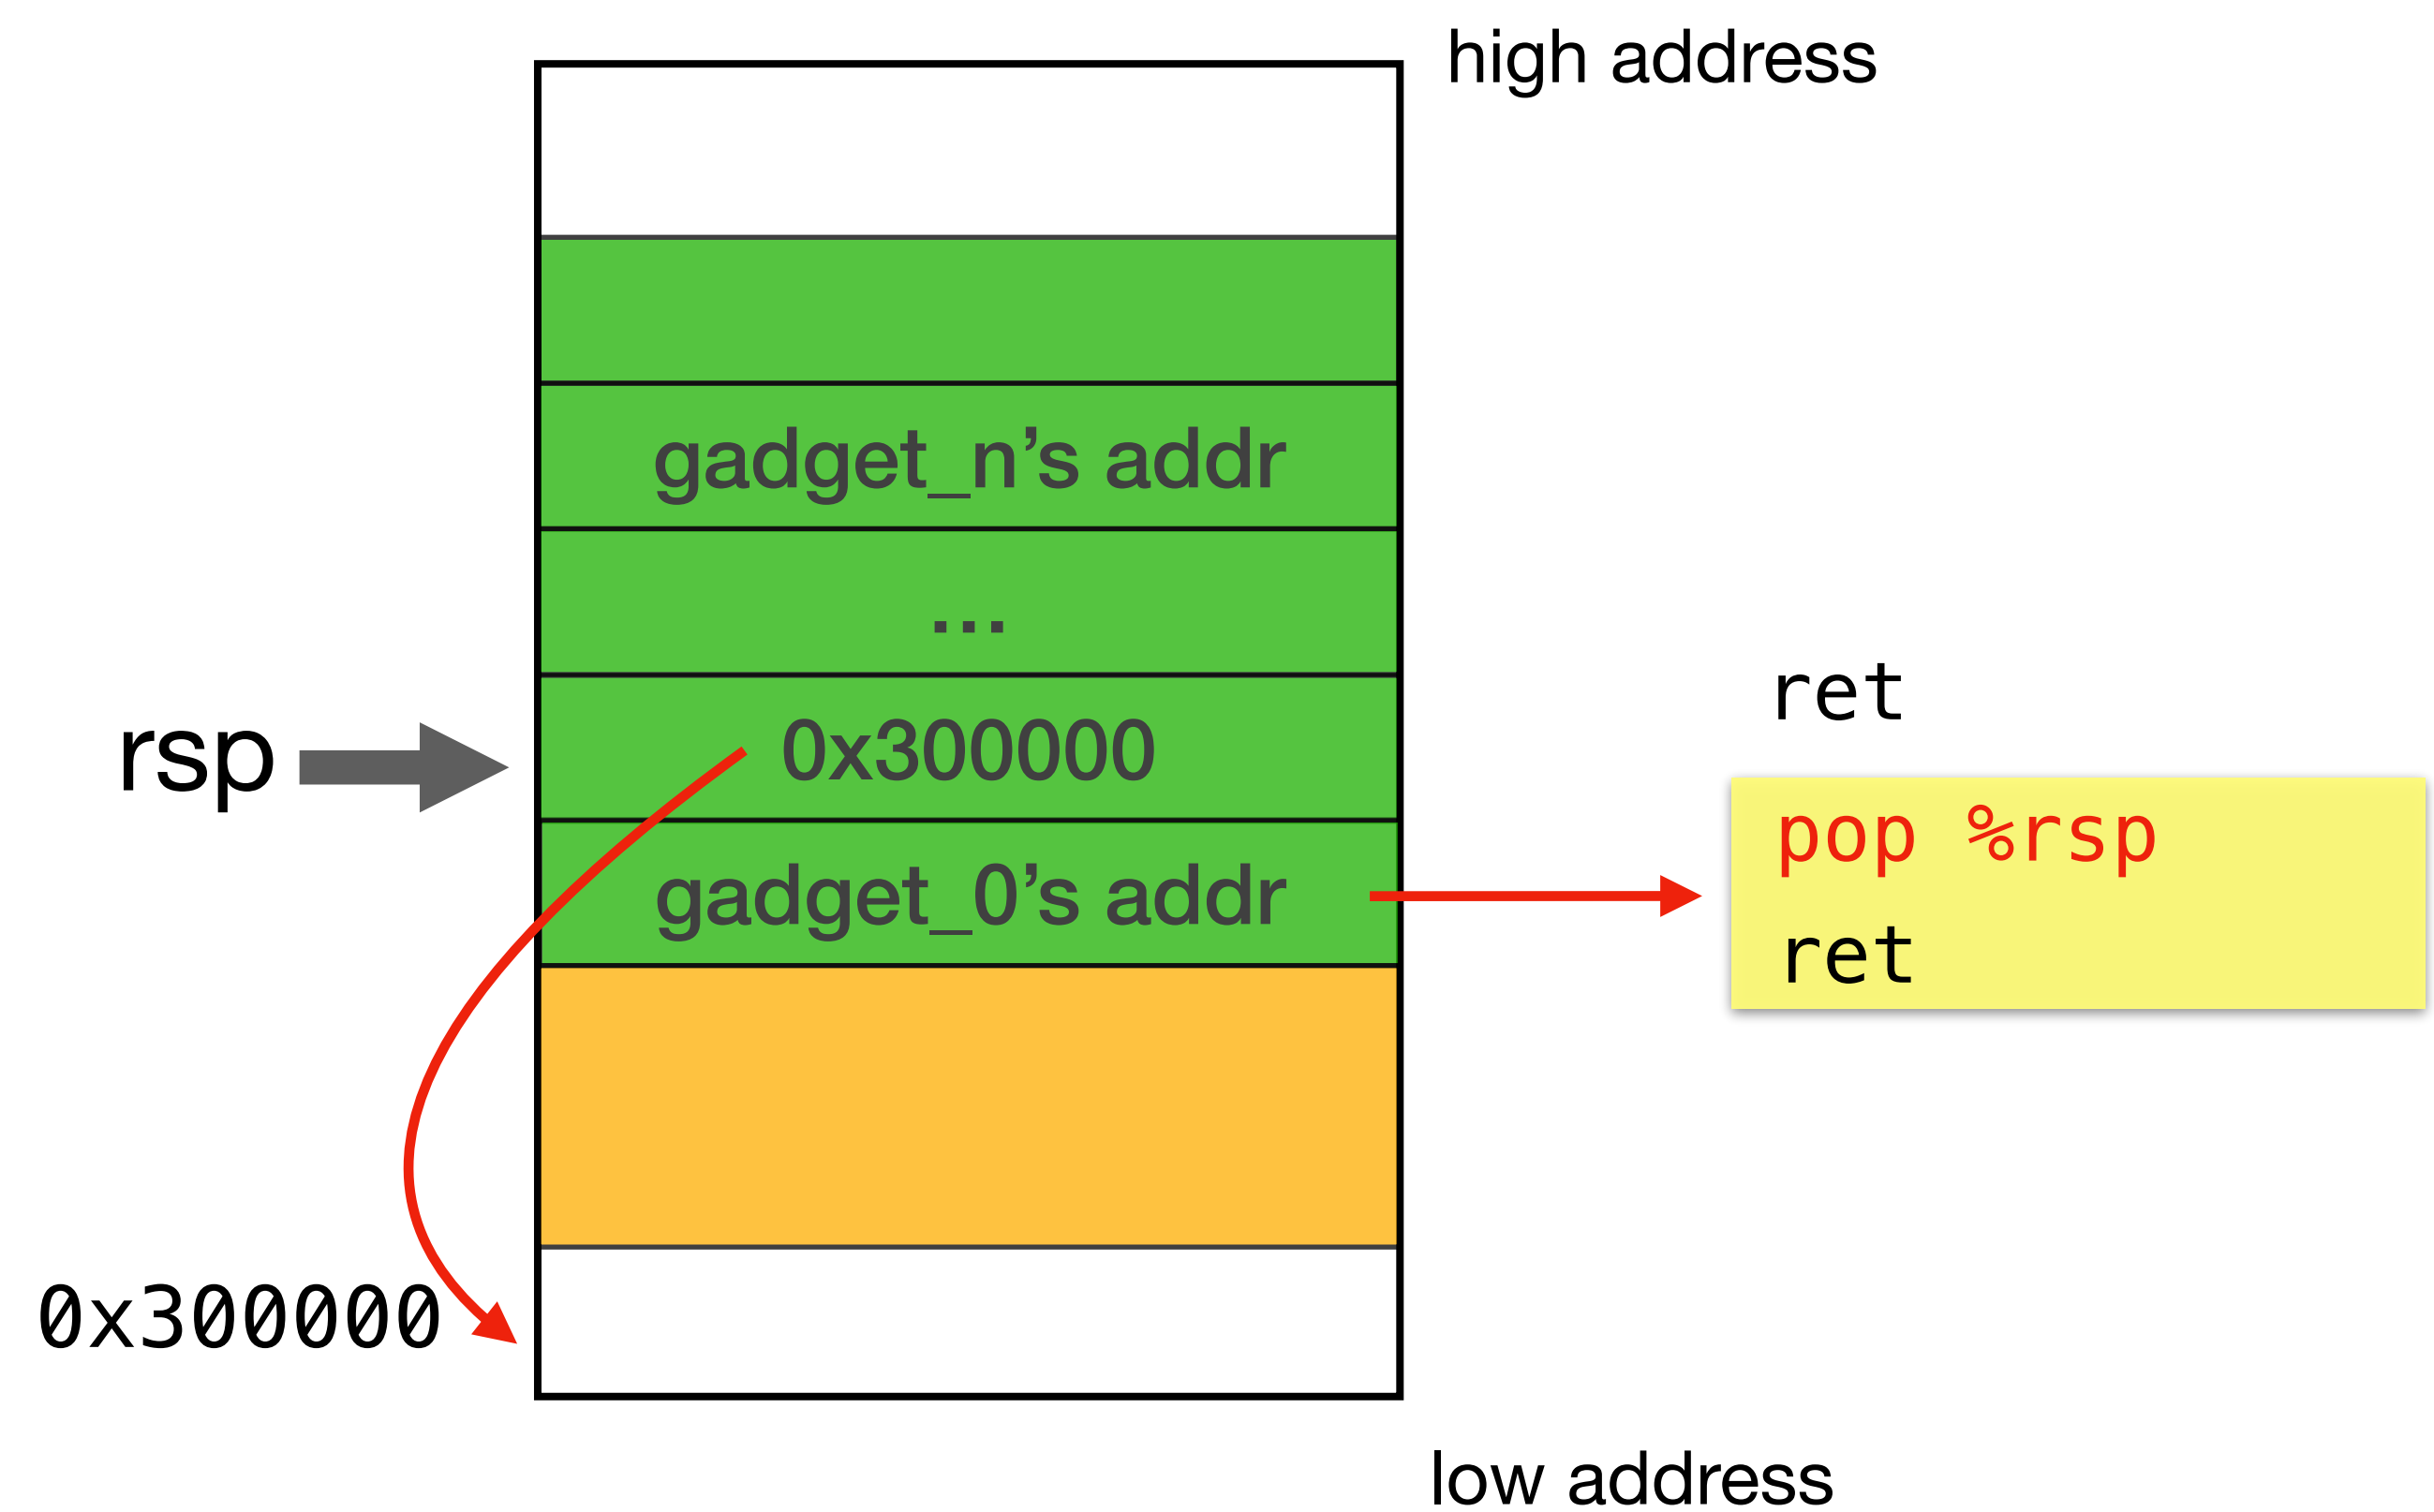 high address
gadget_n’s addr
...
ret
rsp
0x300000
pop %rsp
gadget_0’s addr
ret
0x300000
low address